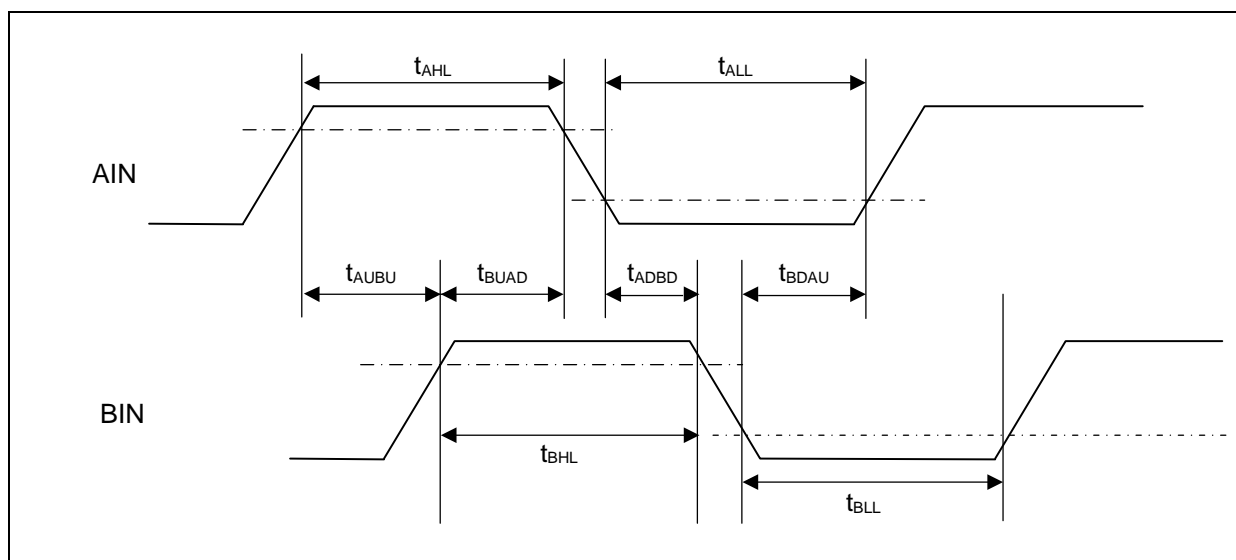 tAHL
tALL
AIN
tAUBU
tBUAD
tADBD
tBDAU
BIN
tBHL
tBLL